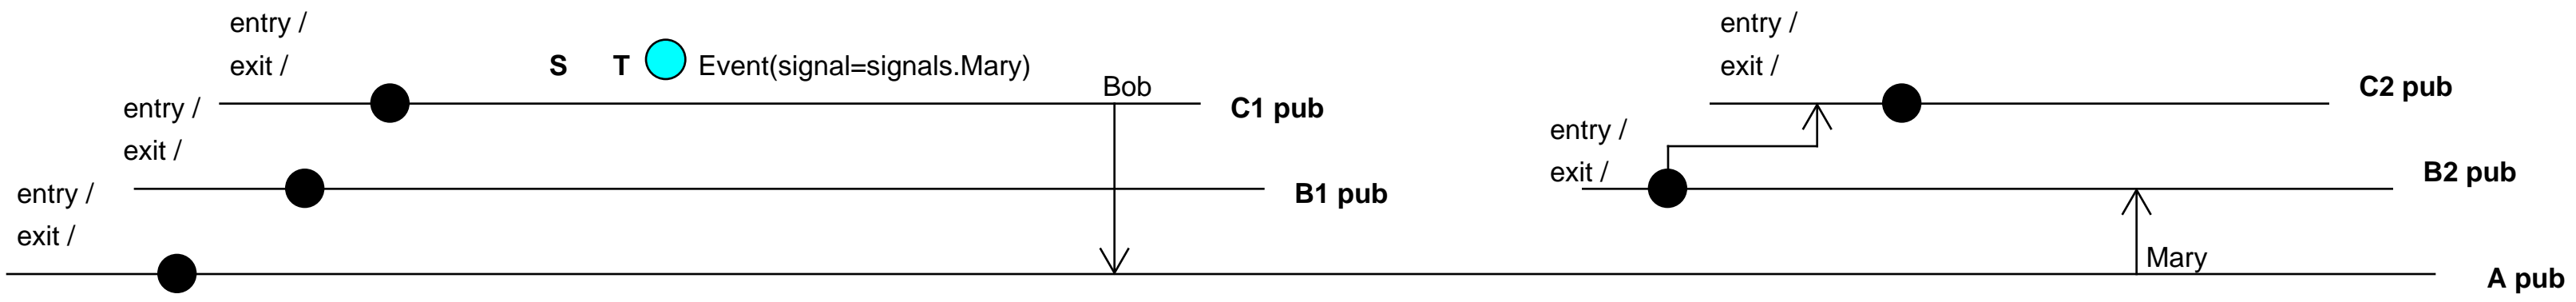 entry /
exit /
S T Event(signal=signals.Mary)
Bob
C1 pub
entry /
exit /
B1 pub
entry /
exit /
entry /
exit /
C2 pub
entry /
exit /
B2 pub
Mary
A pub